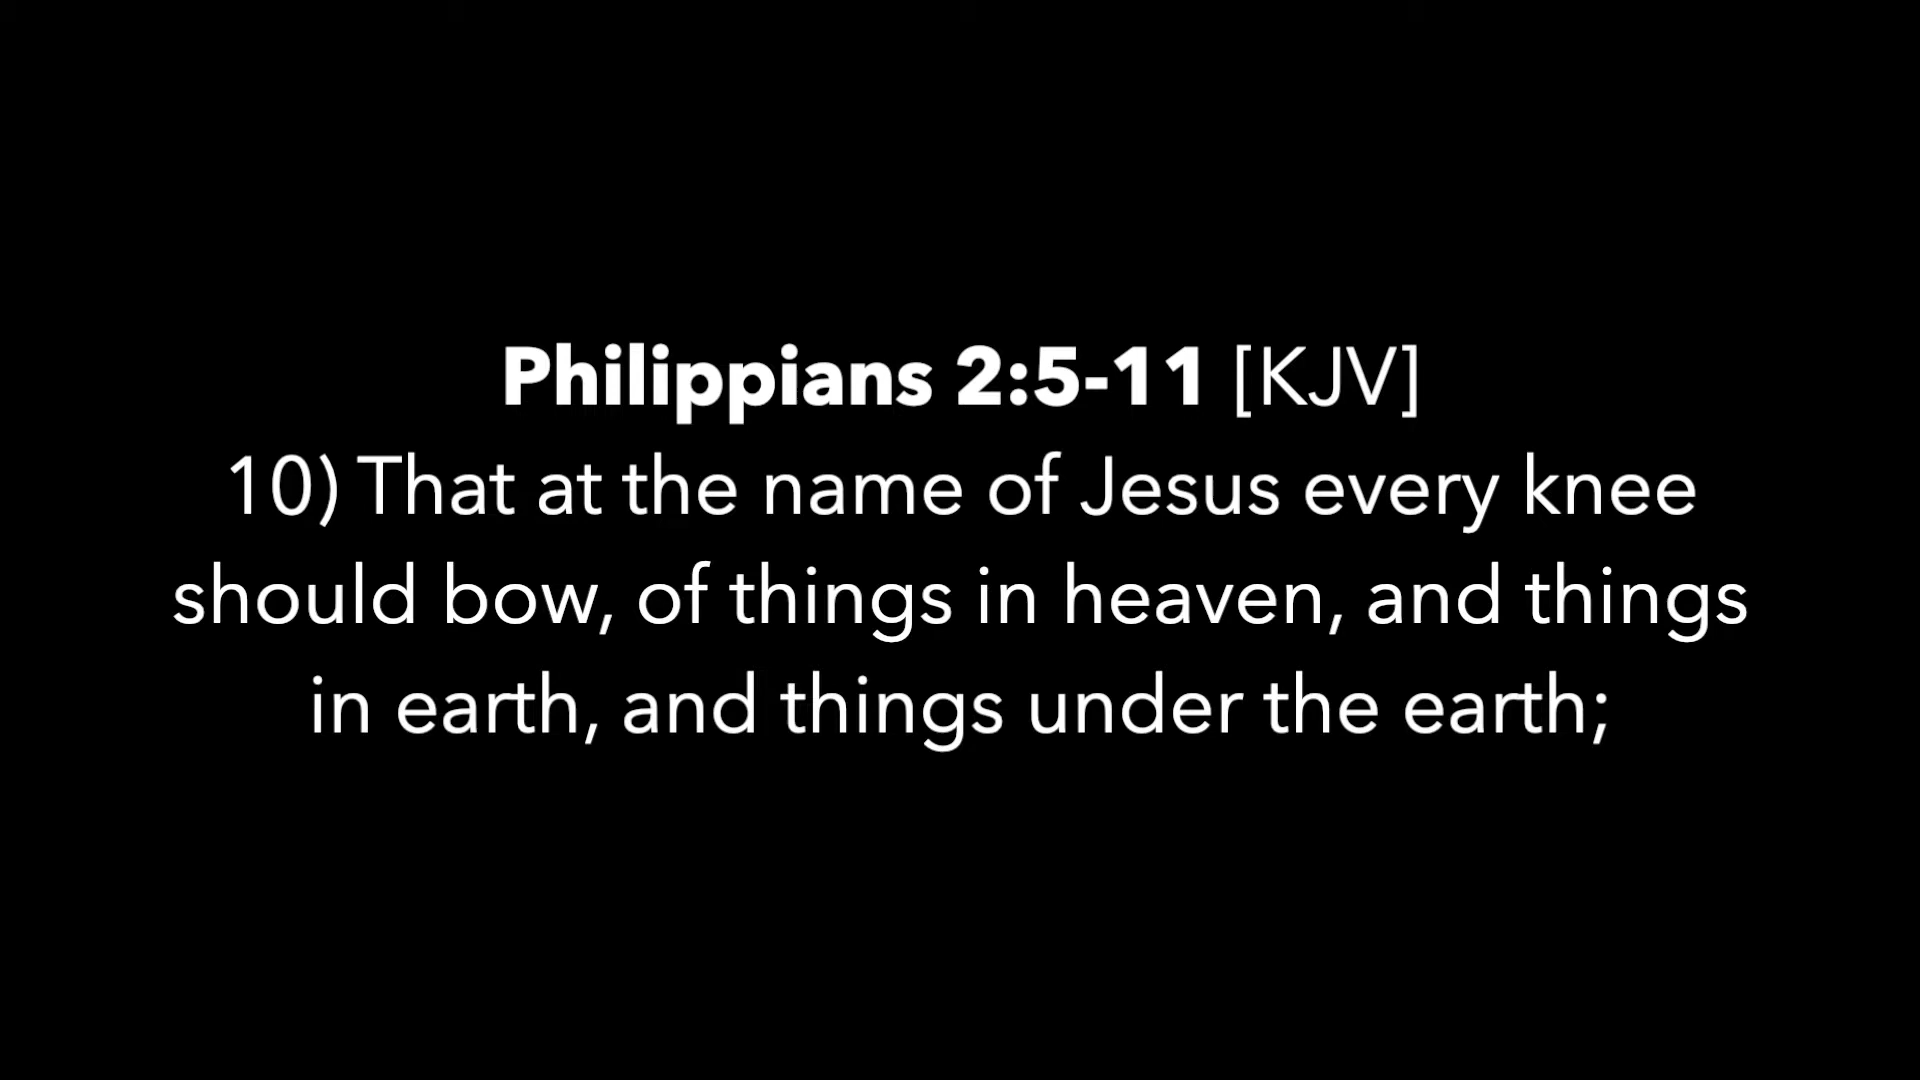 Philippians 2:5-11 [KJV]
10) That at the name of Jesus every knee
should bow, of things in heaven, and things
in earth, and things under the earth;